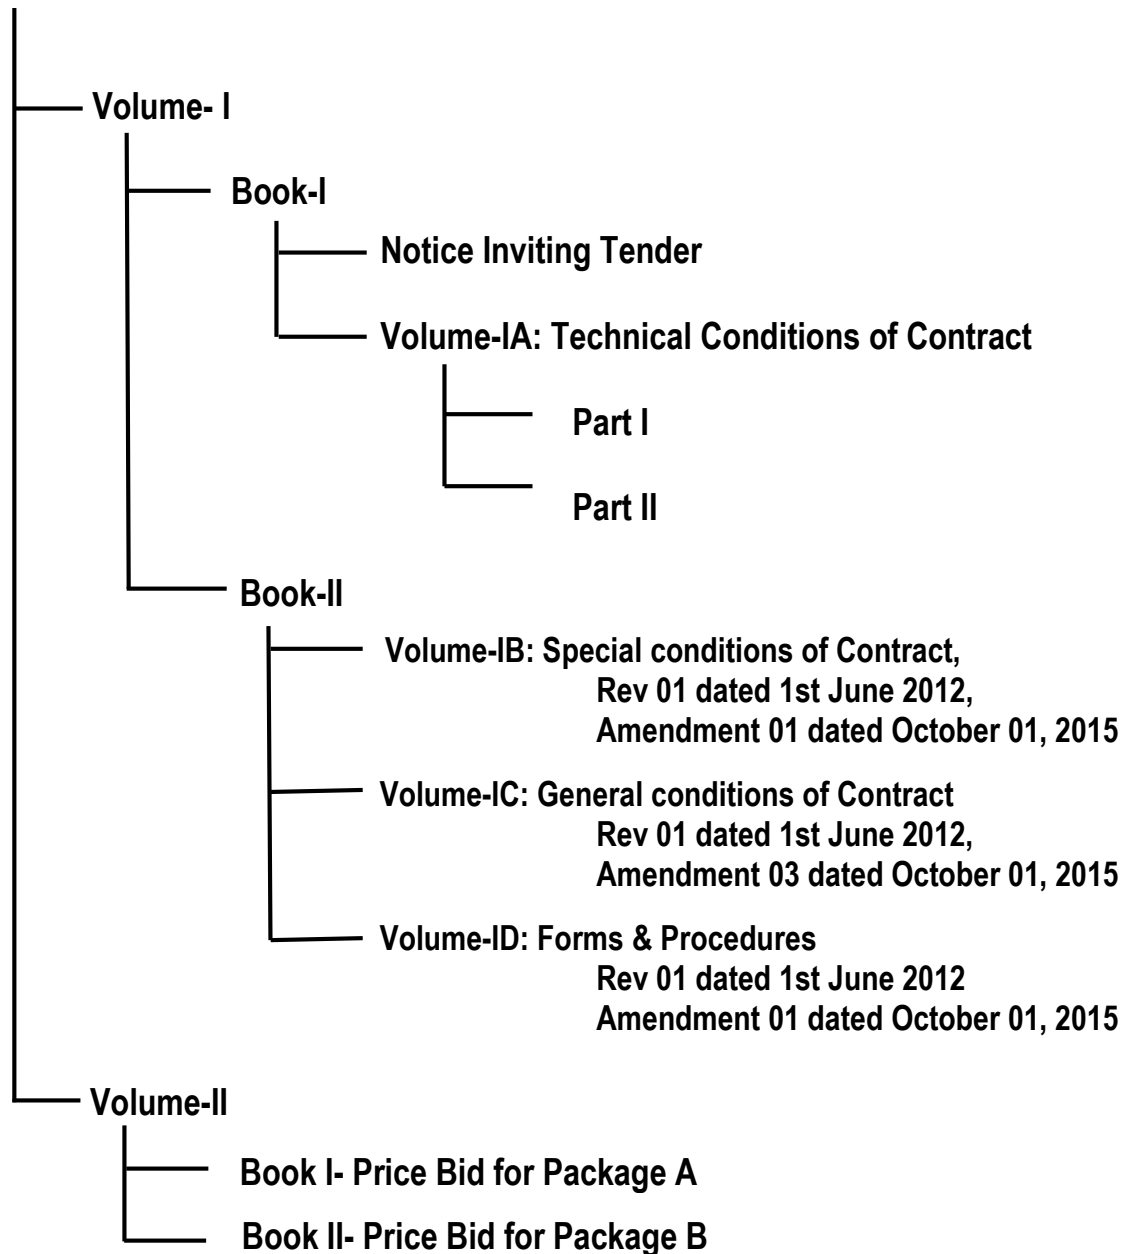 Volume- I
Book-I
Notice Inviting Tender
Volume-IA: Technical Conditions of Contract
Part I
Part II
Book-II
Volume-IB: Special conditions of Contract,
Rev 01 dated 1st June 2012,
Amendment 01 dated October 01, 2015
Volume-IC: General conditions of Contract
Rev 01 dated 1st June 2012,
Amendment 03 dated October 01, 2015
Volume-ID: Forms & Procedures
Rev 01 dated 1st June 2012
Amendment 01 dated October 01, 2015
Volume-II
Book I- Price Bid for Package A
Book II- Price Bid for Package B